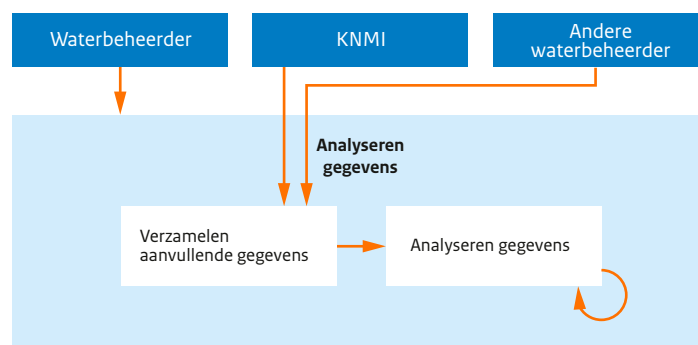 Waterbeheerder
KNMI
Andere
waterbeheerder
Analyseren
gegevens
Verzamelen
aanvullende gegevens
Analyseren gegevens